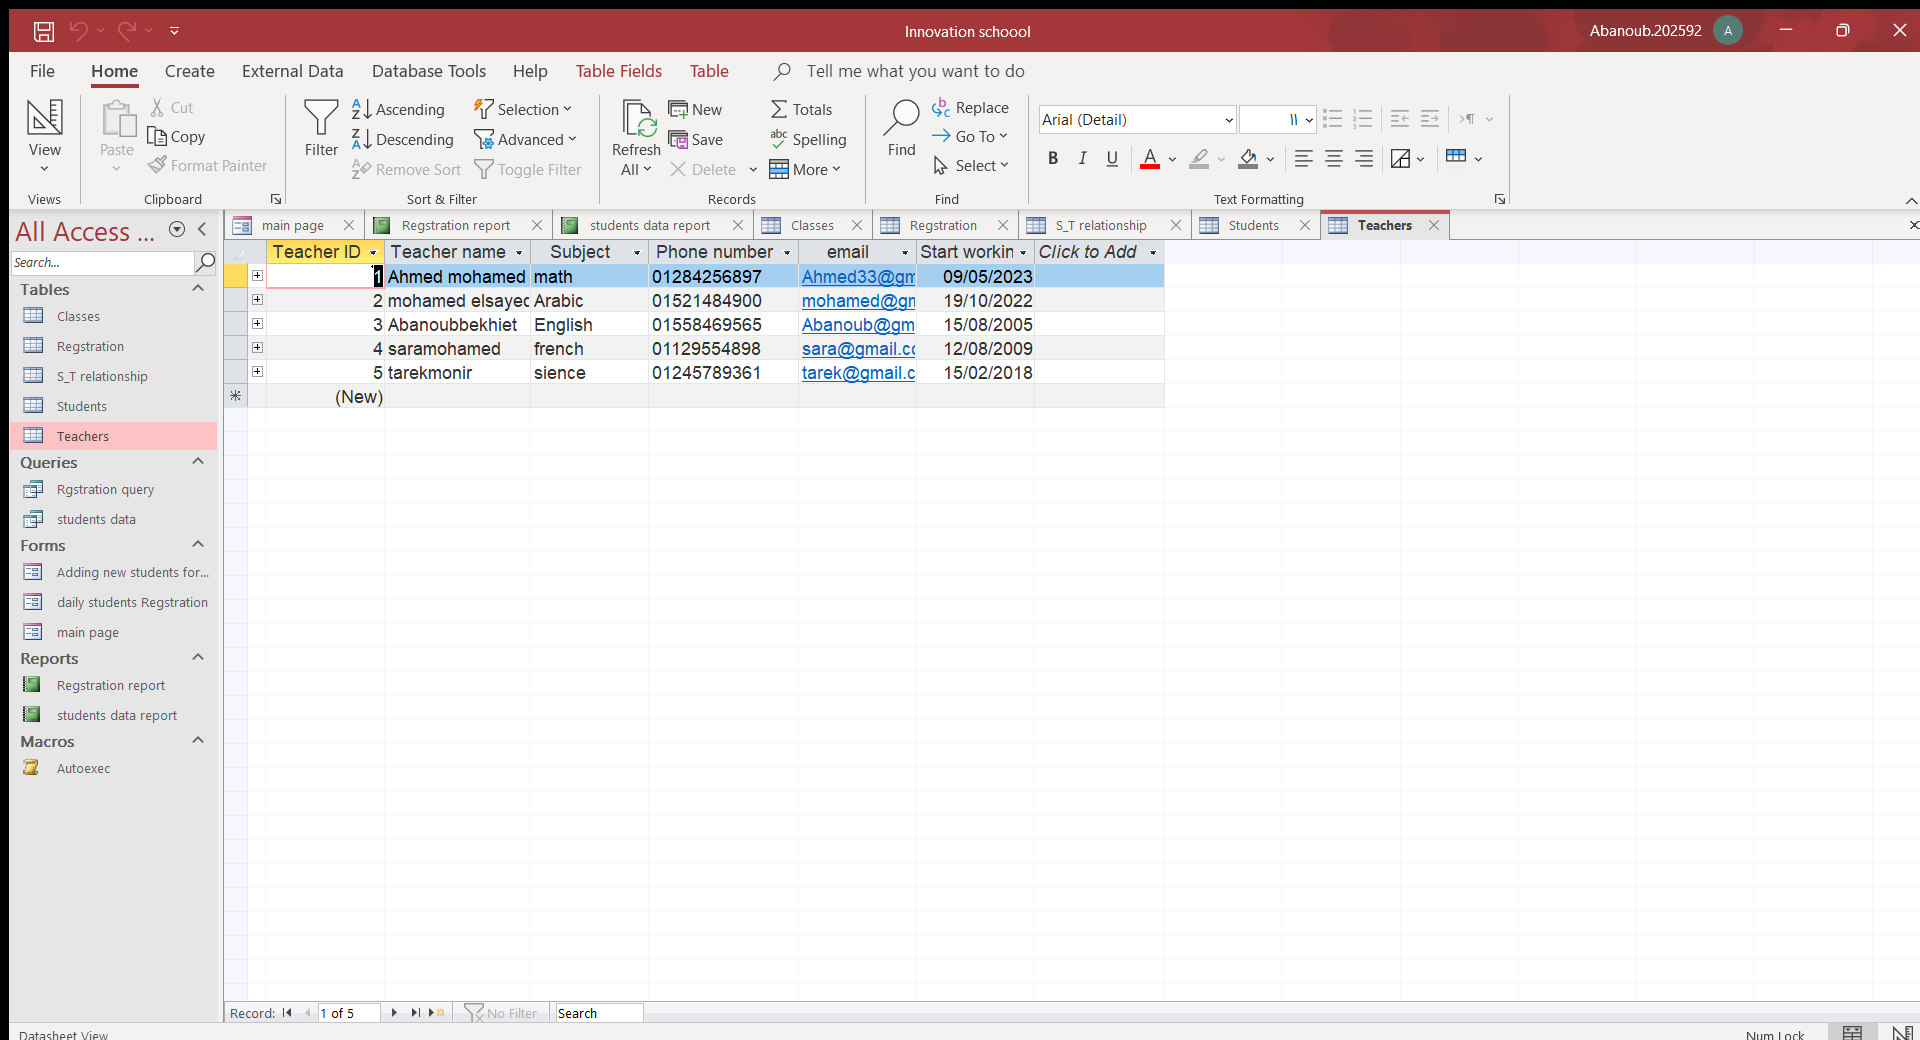 Innovation schoool
Abanoub.202592
A
File Home Create External Data Database Tools Help Table Fields Table Tell me what you want to do
View
Views
Paste
Cut
Copy
Format Painter
Clipboard
Filter
Ascending
Descending
Remove Sort
Selection
Advanced
Toggle Filter
Sort & Filter
Refresh All
New
Save
Delete
Totals
Spelling
More
Records
Find
Replace
Go To
Select
Find
Arial (Detail)
11
B I U A
Text Formatting
All Access ...
Search...
Tables
Classes
Regstration
S_T relationship
Students
Teachers
Queries
Rgstration query
students data
Forms
Adding new students for...
daily students Regstration
main page
Reports
Regstration report
students data report
Macros
Autoexec
main page Regstration report students data report Classes Regstration S_T relationship Students Teachers
Teacher ID Teacher name Subject Phone number email Start workin Click to Add
1 Ahmed mohamed math 01284256897 Ahmed33@gm 09/05/2023
2 mohamed elsayed Arabic 01521484900 mohamed@gm 19/10/2022
3 Abanoubbekhiet English 01558469565 Abanoub@gm 15/08/2005
4 saramohamed french 01129554898 sara@gmail.co 12/08/2009
5 tarekmonir sience 01245789361 tarek@gmail.c 15/02/2018
(New)
Record: 1 of 5 No Filter Search
Datasheet View
Num Lock